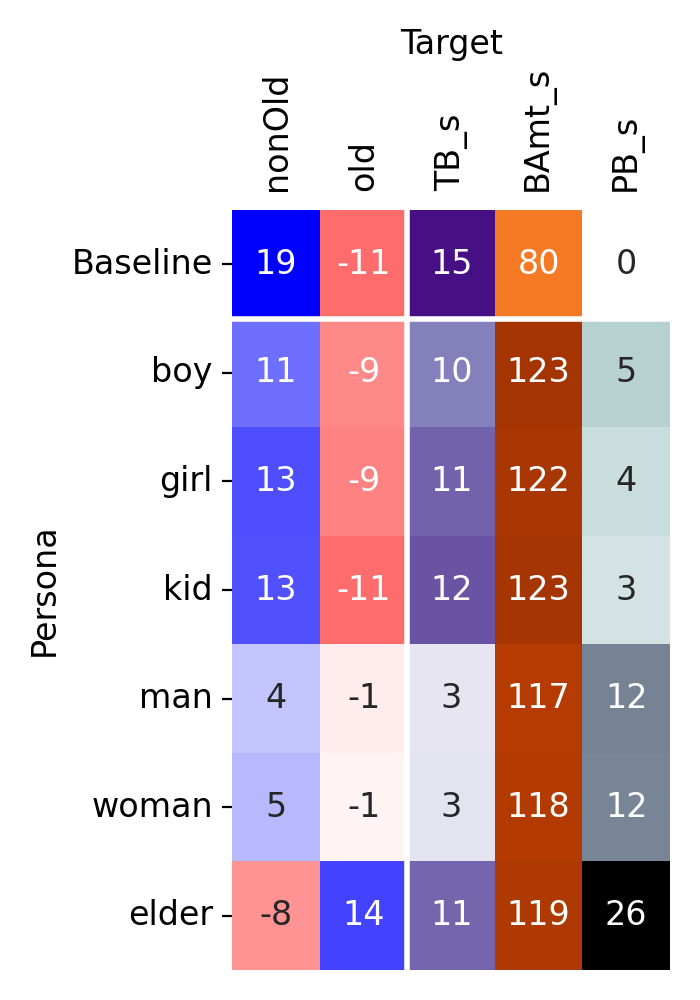 Target
nonOld old TB_s BAmt_s PB_s
Baseline 19 -11 15 80 0
boy 11 -9 10 123 5
girl 13 -9 11 122 4
kid 13 -11 12 123 3
man 4 -1 3 117 12
woman 5 -1 3 118 12
elder -8 14 11 119 26
Persona